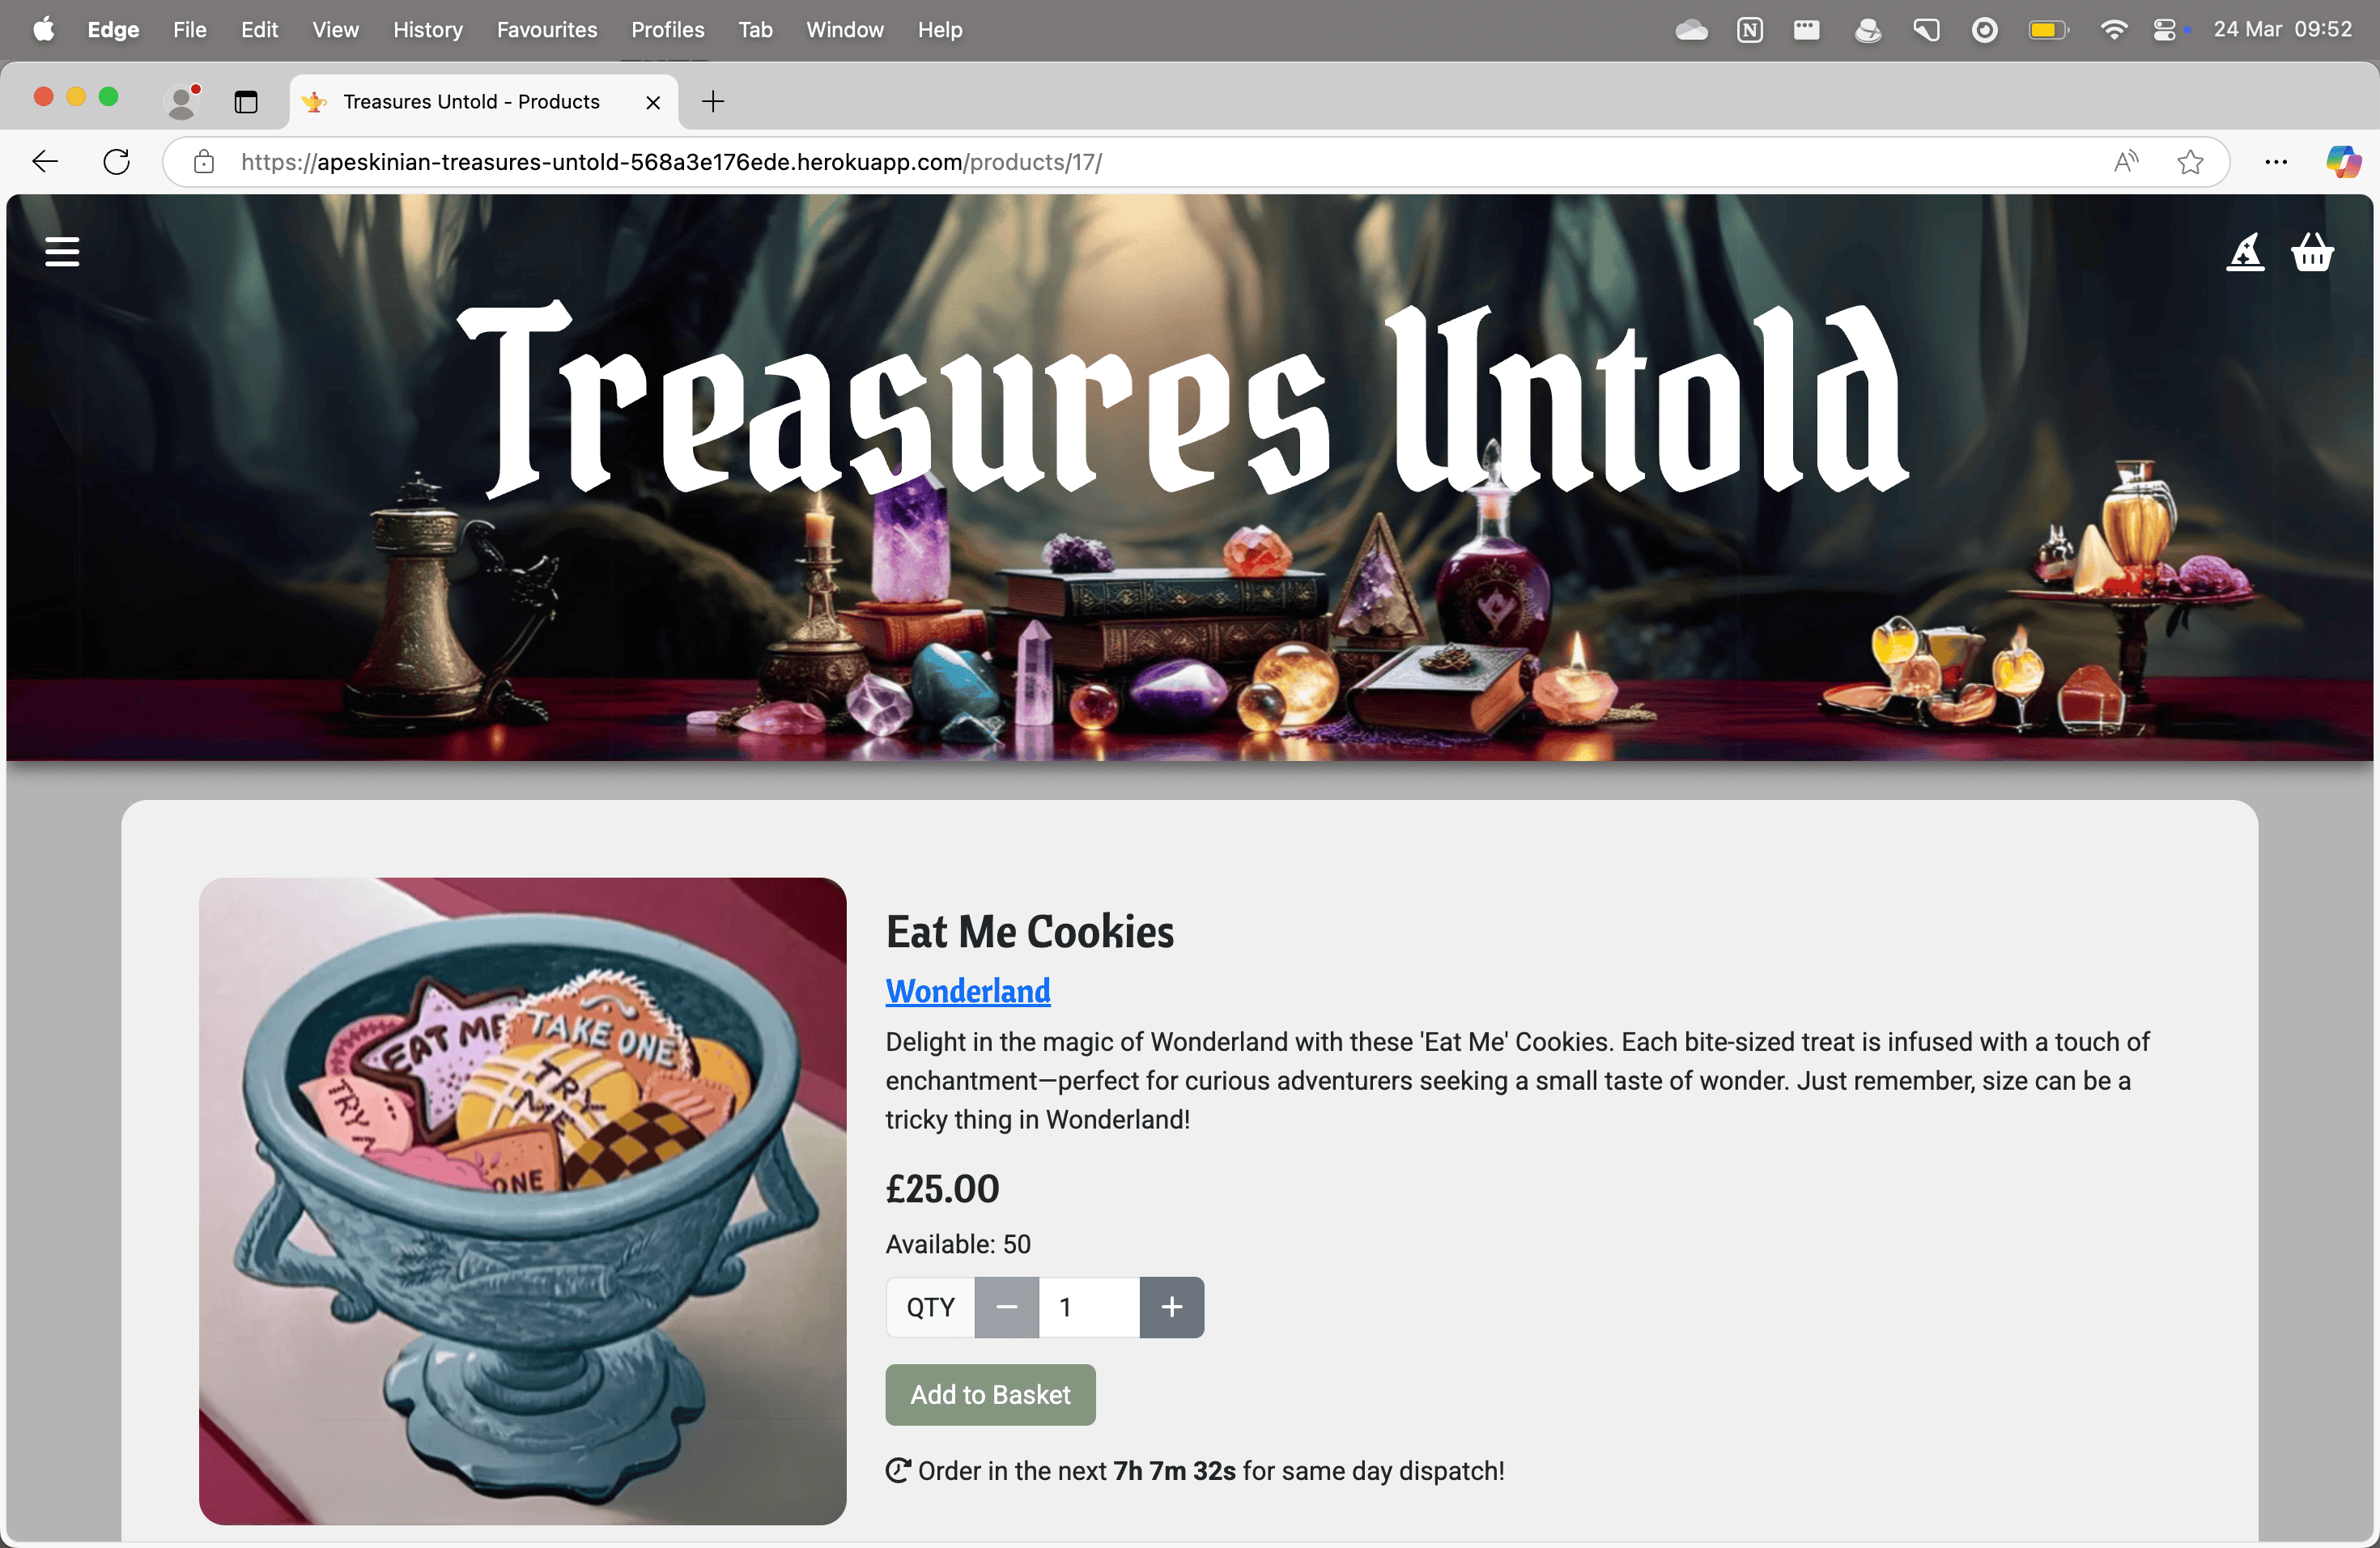 Edge File Edit View History Favourites Profiles Tab Window Help 24 Mar 09:52
Treasures Untold - Products
https://apeskinian-treasures-untold-568a3e176ede.herokuapp.com/products/17/
Treasures Untold
EAT ME
TAKE ONE
TRY ME
TRY
ONE
Eat Me Cookies
Wonderland
Delight in the magic of Wonderland with these 'Eat Me' Cookies. Each bite-sized treat is infused with a touch of
enchantment—perfect for curious adventurers seeking a small taste of wonder. Just remember, size can be a
tricky thing in Wonderland!
£25.00
Available: 50
QTY 1
Add to Basket
Order in the next 7h 7m 32s for same day dispatch!